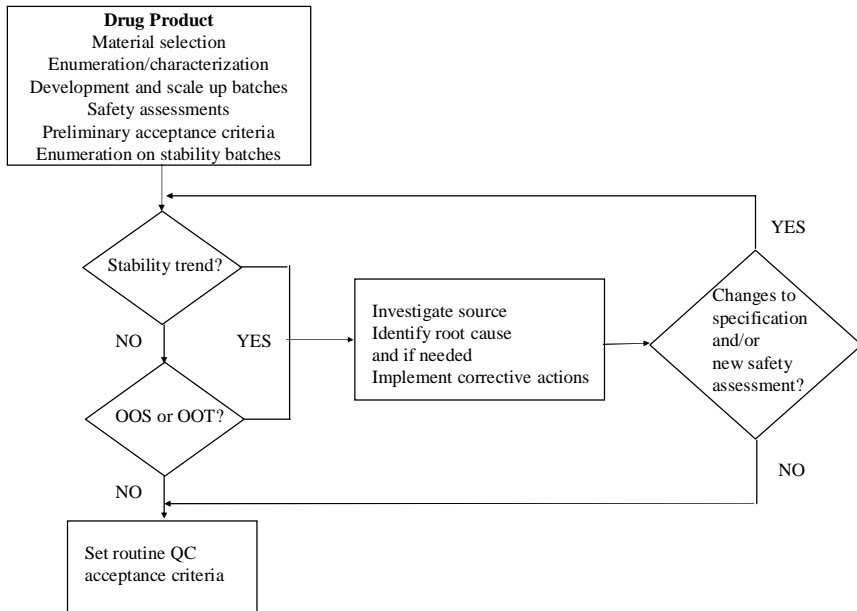 Drug Product
Material selection
Enumeration/characterization
Development and scale up batches
Safety assessments
Preliminary acceptance criteria
Enumeration on stability batches
YES
Stability trend?
NO
YES
Investigate source
Identify root cause
and if needed
Implement corrective actions
Changes to
specification
and/or
new safety
assessment?
OOS or OOT?
NO
NO
Set routine QC
acceptance criteria